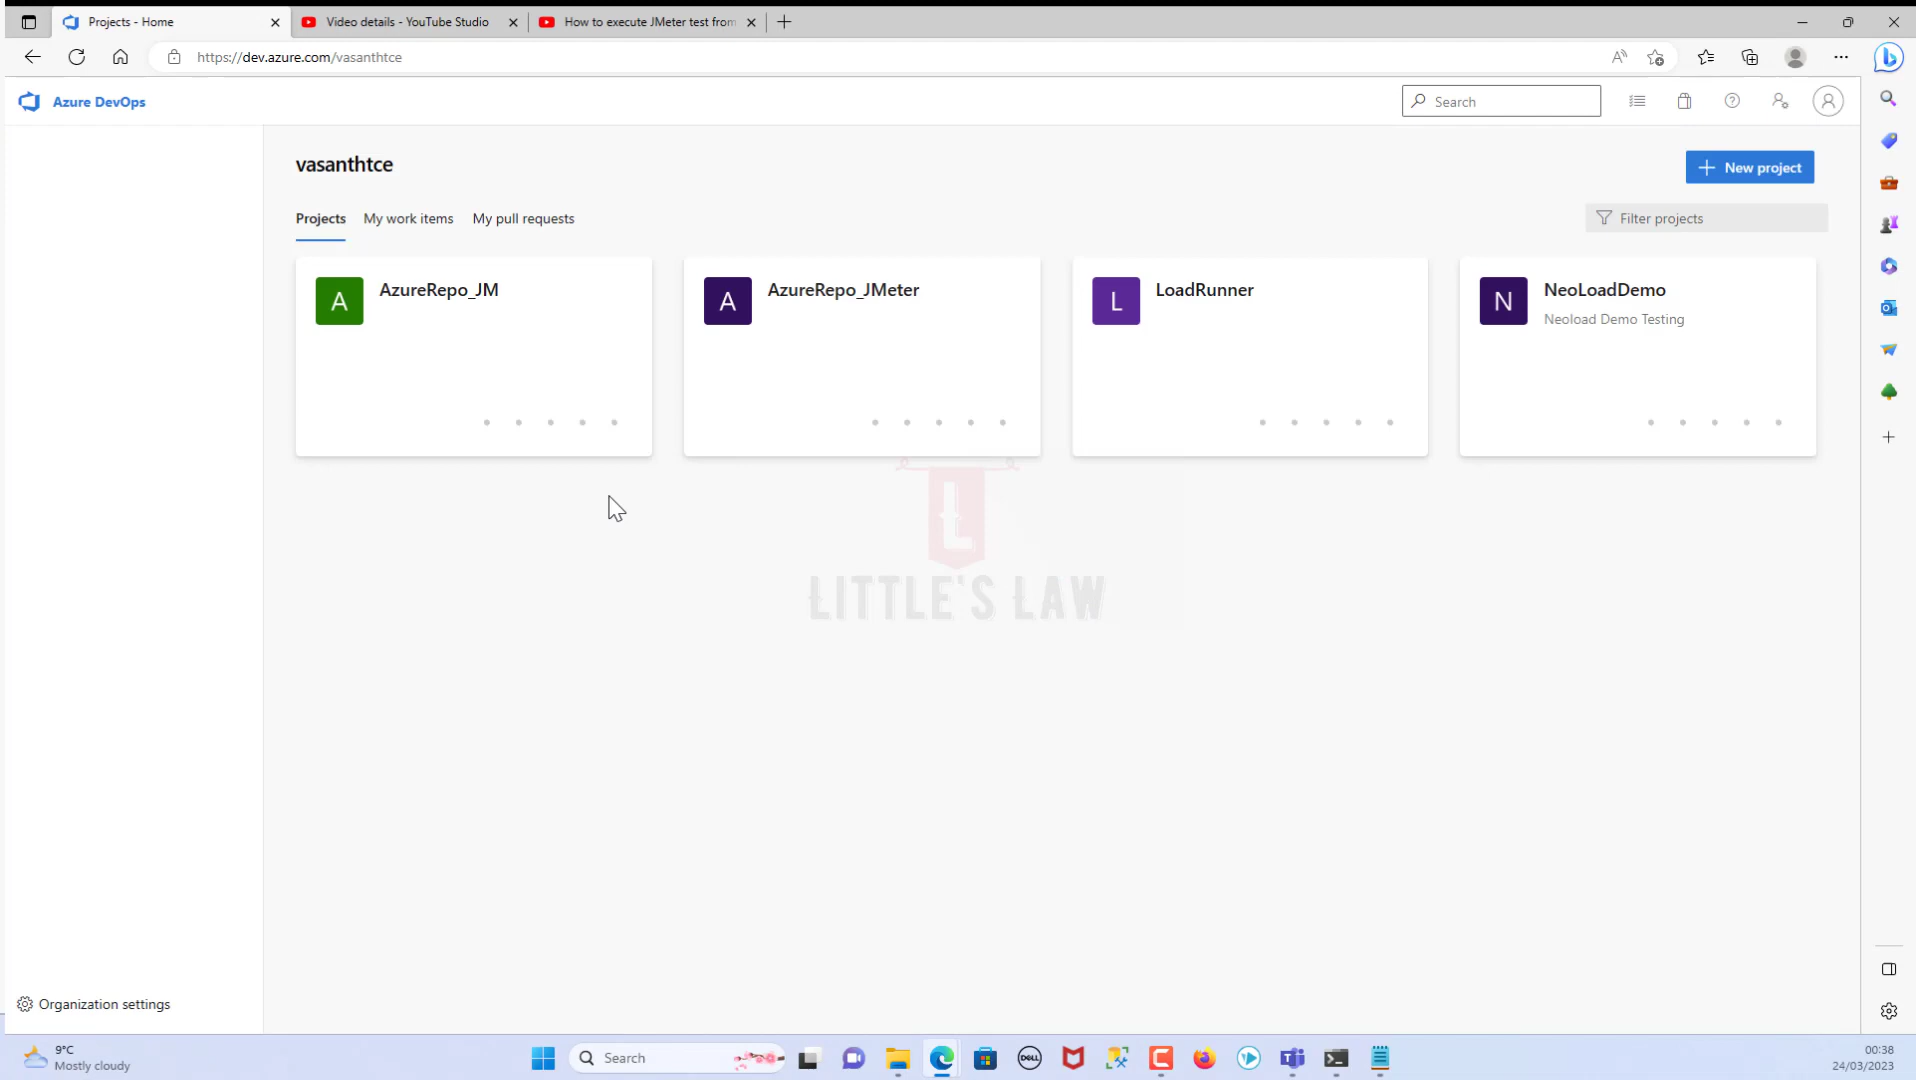 Projects - Home
Video details - YouTube Studio
How to execute JMeter test from
https://dev.azure.com/vasanthtce
Azure DevOps
Search
vasanthtce
New project
Projects
My work items
My pull requests
Filter projects
A
AzureRepo_JM
A
AzureRepo_JMeter
L
LoadRunner
N
NeoLoadDemo
Neoload Demo Testing
L
LITTLE'S LAW
Organization settings
9°C
Mostly cloudy
Search
DELL
00:38
24/03/2023